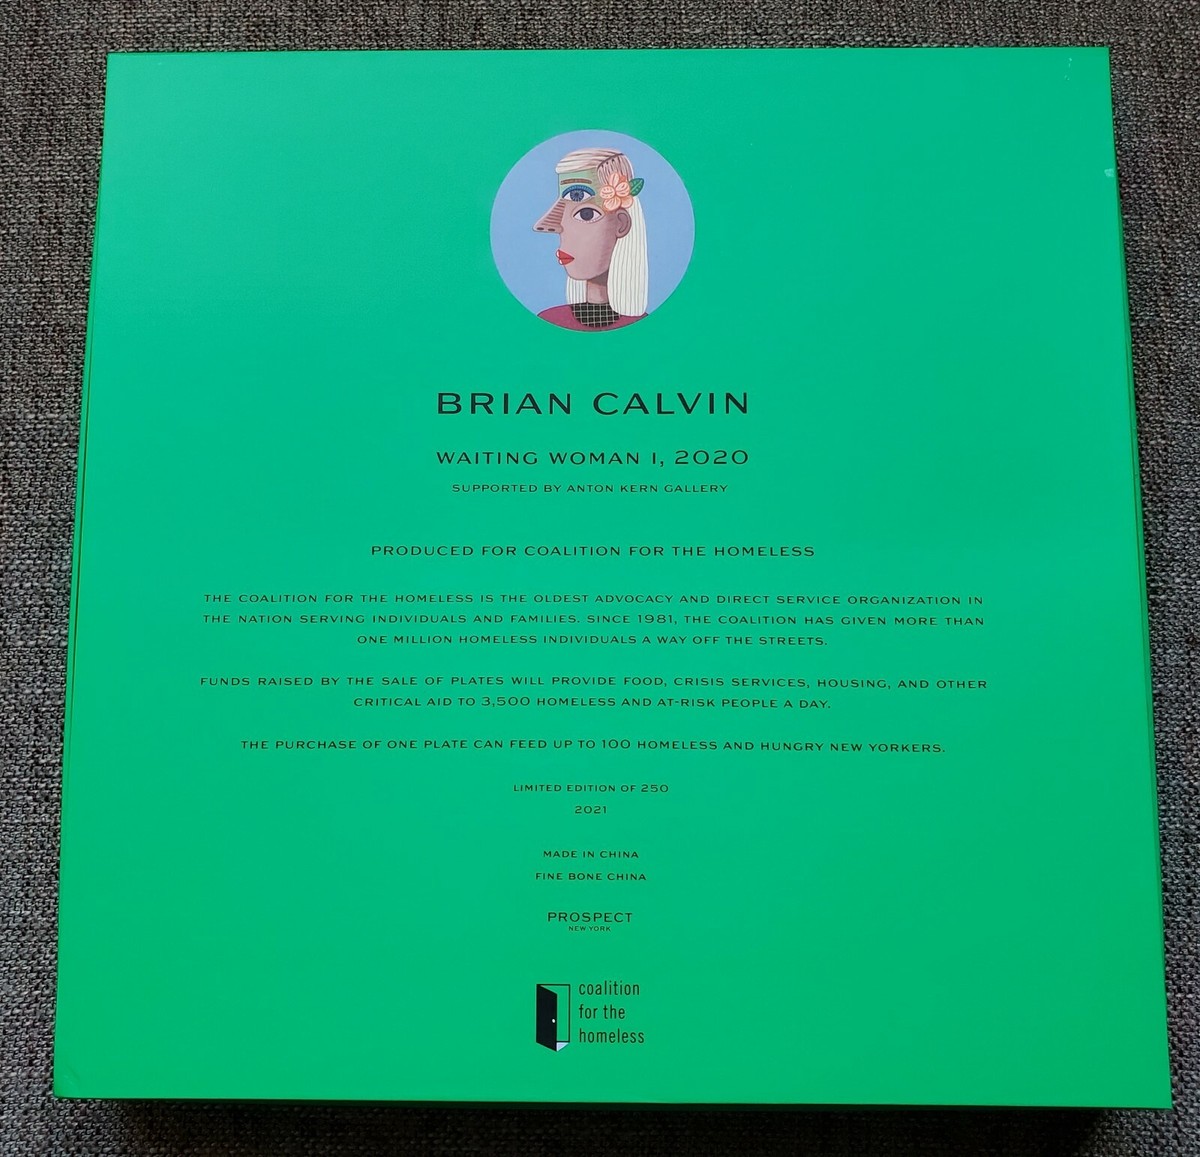 BRIAN CALVIN
WAITING WOMAN I, 2020
SUPPORTED BY ANTON KERN GALLERY
PRODUCED FOR COALITION FOR THE HOMELESS
THE COALITION FOR THE HOMELESS IS THE OLDEST ADVOCACY AND DIRECT SERVICE ORGANIZATION IN
THE NATION SERVING INDIVIDUALS AND FAMILIES. SINCE 1981, THE COALITION HAS GIVEN MORE THAN
ONE MILLION HOMELESS INDIVIDUALS A WAY OFF THE STREETS.
FUNDS RAISED BY THE SALE OF PLATES WILL PROVIDE FOOD, CRISIS SERVICES, HOUSING, AND OTHER
CRITICAL AID TO 3,500 HOMELESS AND AT-RISK PEOPLE A DAY.
THE PURCHASE OF ONE PLATE CAN FEED UP TO 100 HOMELESS AND HUNGRY NEW YORKERS.
LIMITED EDITION OF 250
2021
MADE IN CHINA
FINE BONE CHINA
PROSPECT
NEW YORK
coalition
for the
homeless